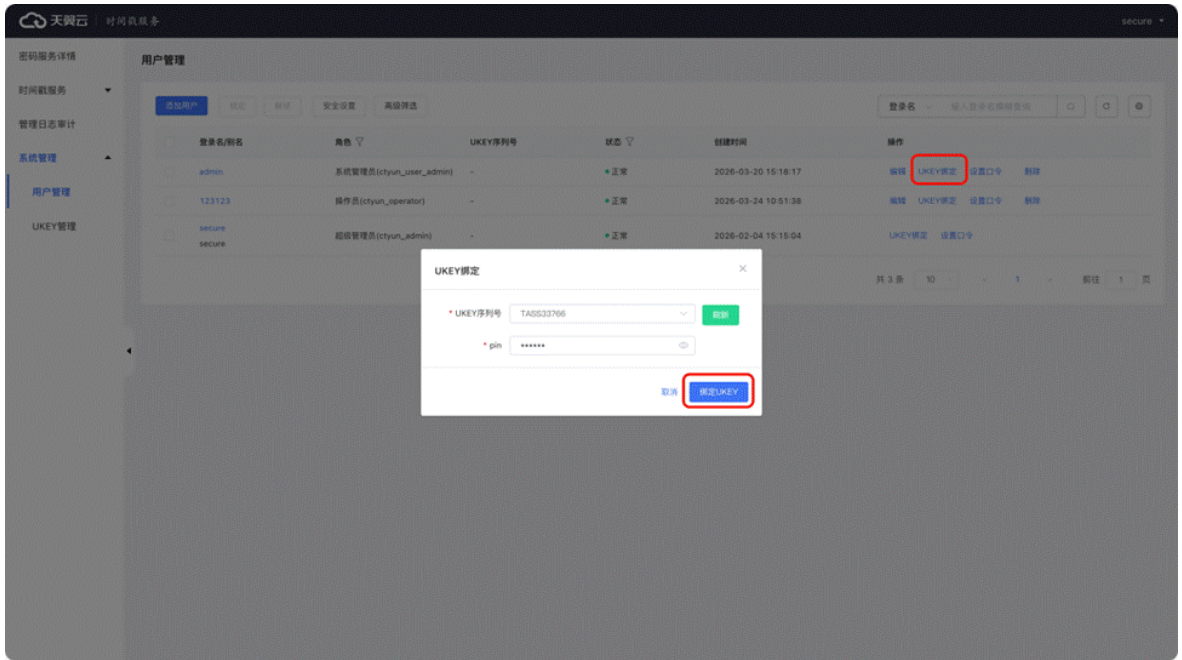 天翼云 时间戳服务 secure
密码服务详情
用户管理
时间戳服务
添加用户 锁定 解锁 安全设置 高级筛选 登录名 输入登录名模糊查询
管理日志审计
登录名/别名 角色 UKEY序列号 状态 创建时间 操作
系统管理
admin 系统管理员(ctyun_user_admin) - 正常 2026-03-20 15:18:17 编辑 UKEY绑定 设置口令 删除
用户管理
123123 操作员(ctyun_operator) - 正常 2026-03-24 10:51:38 编辑 UKEY绑定 设置口令 删除
UKEY管理
secure 超级管理员(ctyun_admin) - 正常 2026-02-04 15:15:04 UKEY绑定 设置口令
secure
共 3 条 10 1 前往 1 页
UKEY绑定
* UKEY序列号 TASS33766 刷新
* pin ••••••
取消 绑定UKEY